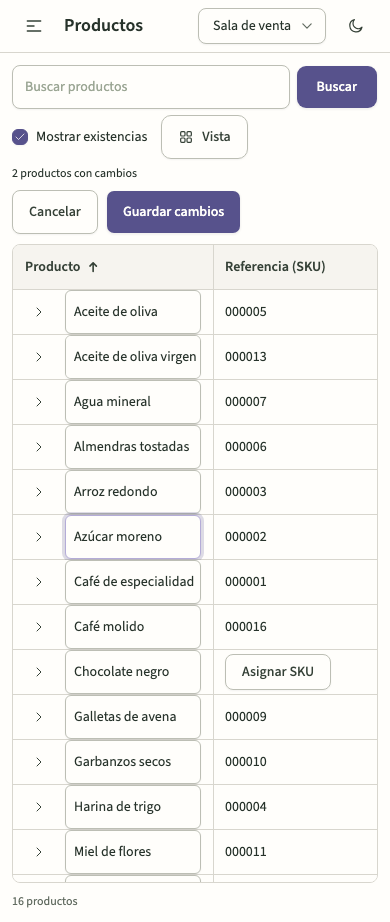 Productos
Sala de venta
Buscar productos
Buscar
Mostrar existencias
Vista
2 productos con cambios
Cancelar
Guardar cambios
Producto
Referencia (SKU)
Aceite de oliva
000005
Aceite de oliva virgen
000013
Agua mineral
000007
Almendras tostadas
000006
Arroz redondo
000003
Azúcar moreno
000002
Café de especialidad
000001
Café molido
000016
Chocolate negro
Asignar SKU
Galletas de avena
000009
Garbanzos secos
000010
Harina de trigo
000004
Miel de flores
000011
16 productos